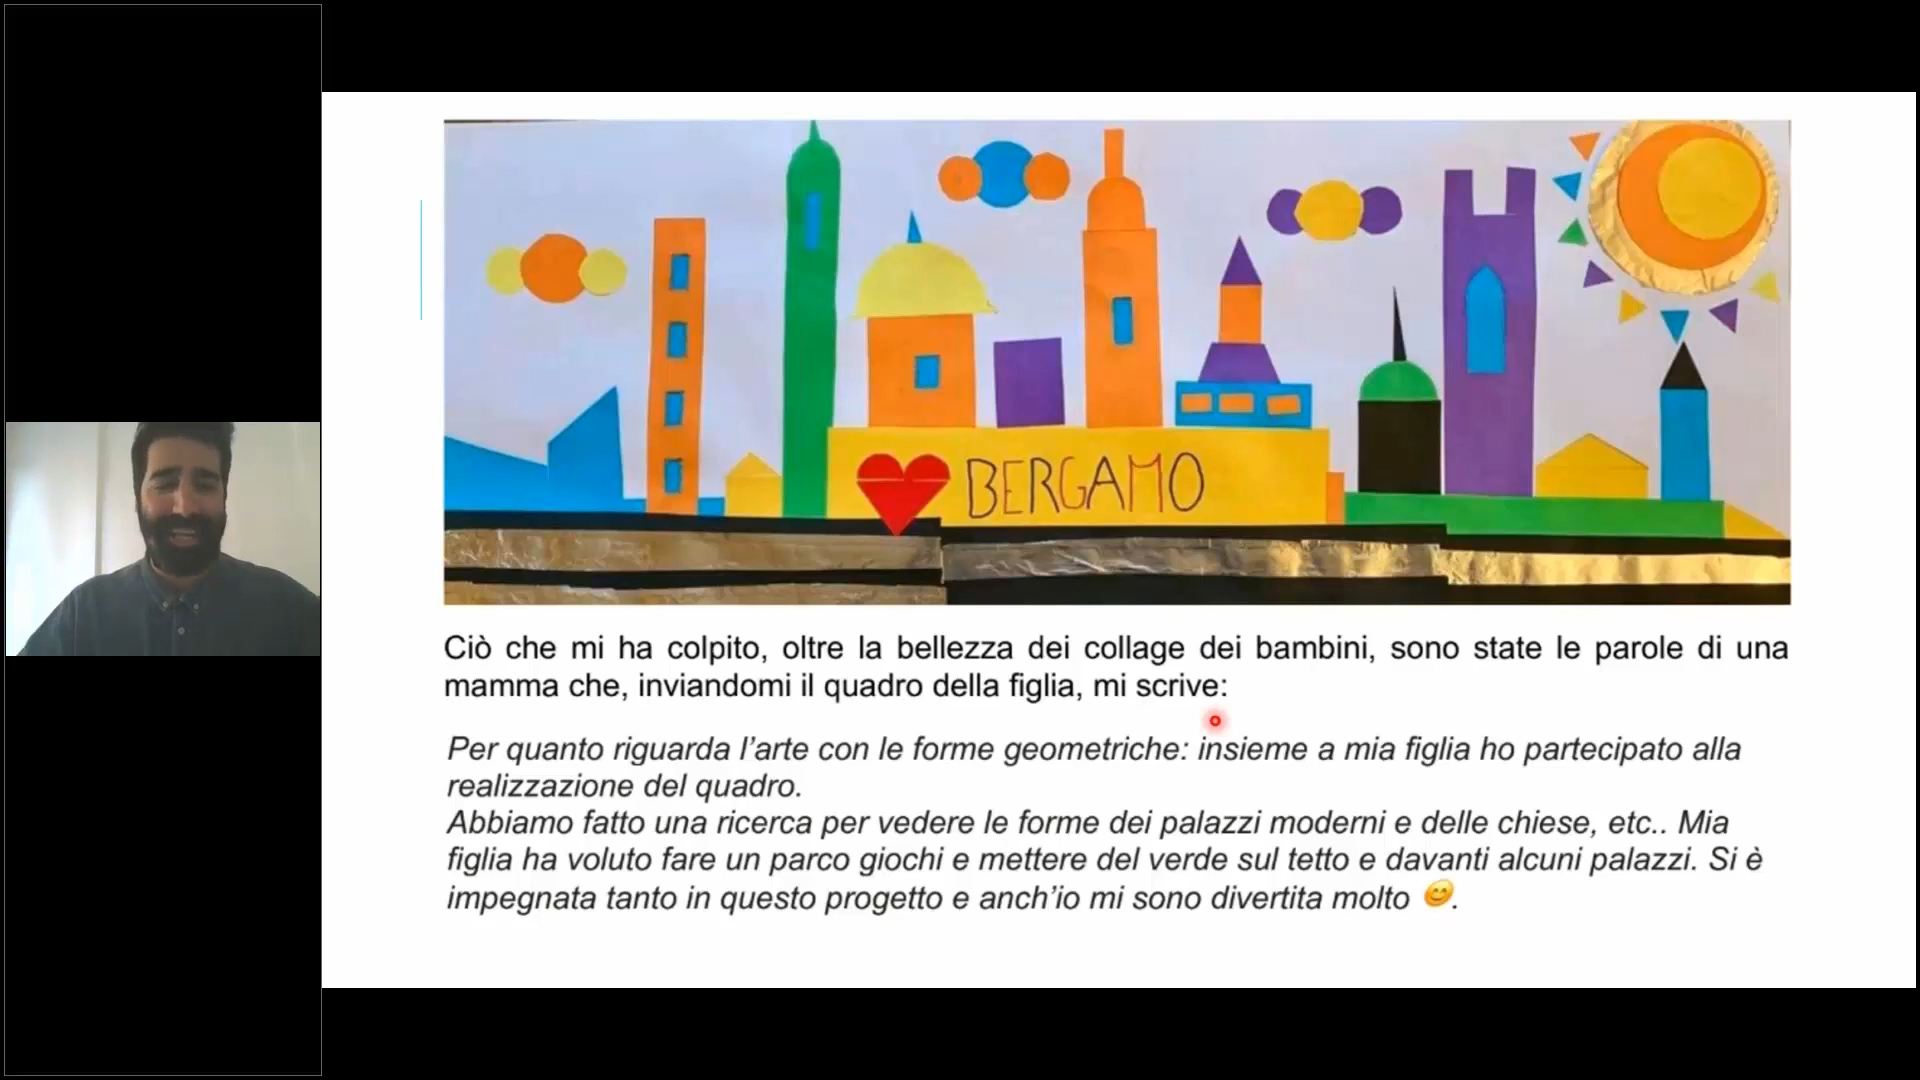 BERGAMO
Ciò che mi ha colpito, oltre la bellezza dei collage dei bambini, sono state le parole di una
mamma che, inviandomi il quadro della figlia, mi scrive:
Per quanto riguarda l’arte con le forme geometriche: insieme a mia figlia ho partecipato alla
realizzazione del quadro.
Abbiamo fatto una ricerca per vedere le forme dei palazzi moderni e delle chiese, etc.. Mia
figlia ha voluto fare un parco giochi e mettere del verde sul tetto e davanti alcuni palazzi. Si è
impegnata tanto in questo progetto e anch’io mi sono divertita molto 😊.